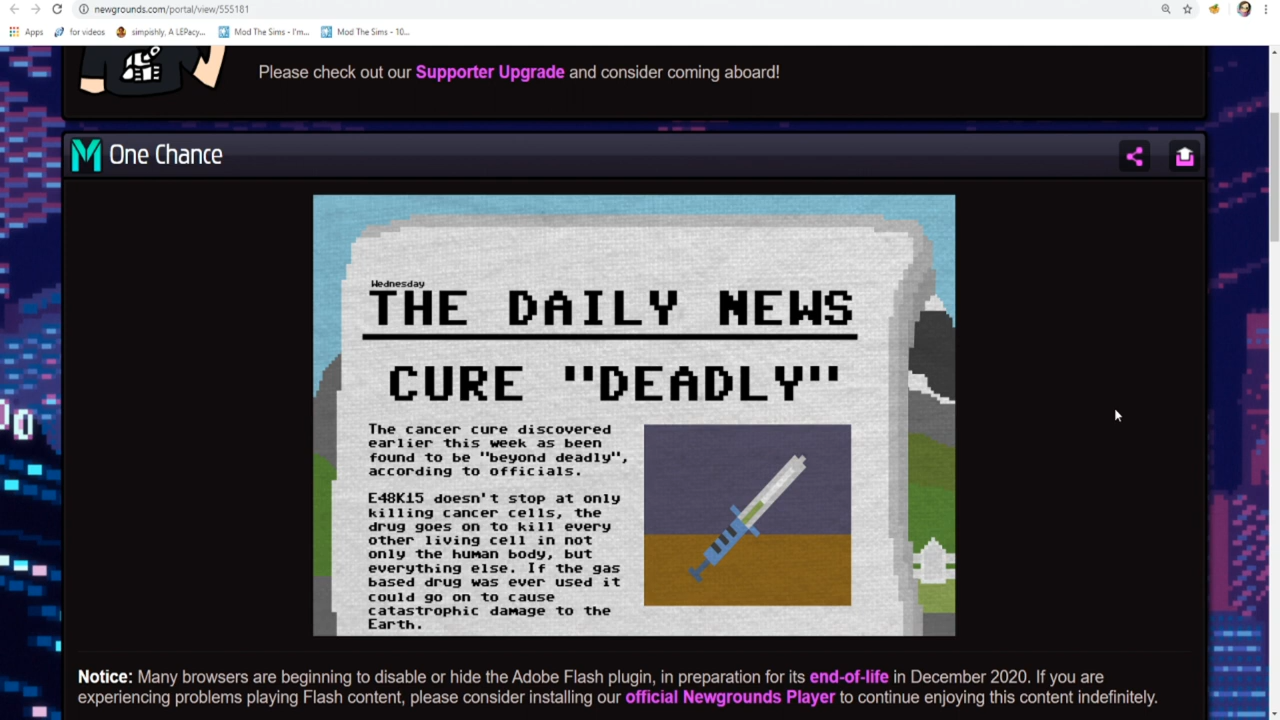 newgrounds.com/portal/view/555181
Apps for videos simpishly, A LEPacy... Mod The Sims - I'm... Mod The Sims - 10...
Please check out our Supporter Upgrade and consider coming aboard!
M One Chance
Wednesday
THE DAILY NEWS
CURE "DEADLY"
The cancer cure discovered
earlier this week as been
found to be "beyond deadly",
according to officials.
E48K15 doesn't stop at only
killing cancer cells, the
drug goes on to kill every
other living cell in not
only the human body, but
everything else. If the gas
based drug was ever used it
could go on to cause
catastrophic damage to the
Earth.
Notice: Many browsers are beginning to disable or hide the Adobe Flash plugin, in preparation for its end-of-life in December 2020. If you are
experiencing problems playing Flash content, please consider installing our official Newgrounds Player to continue enjoying this content indefinitely.